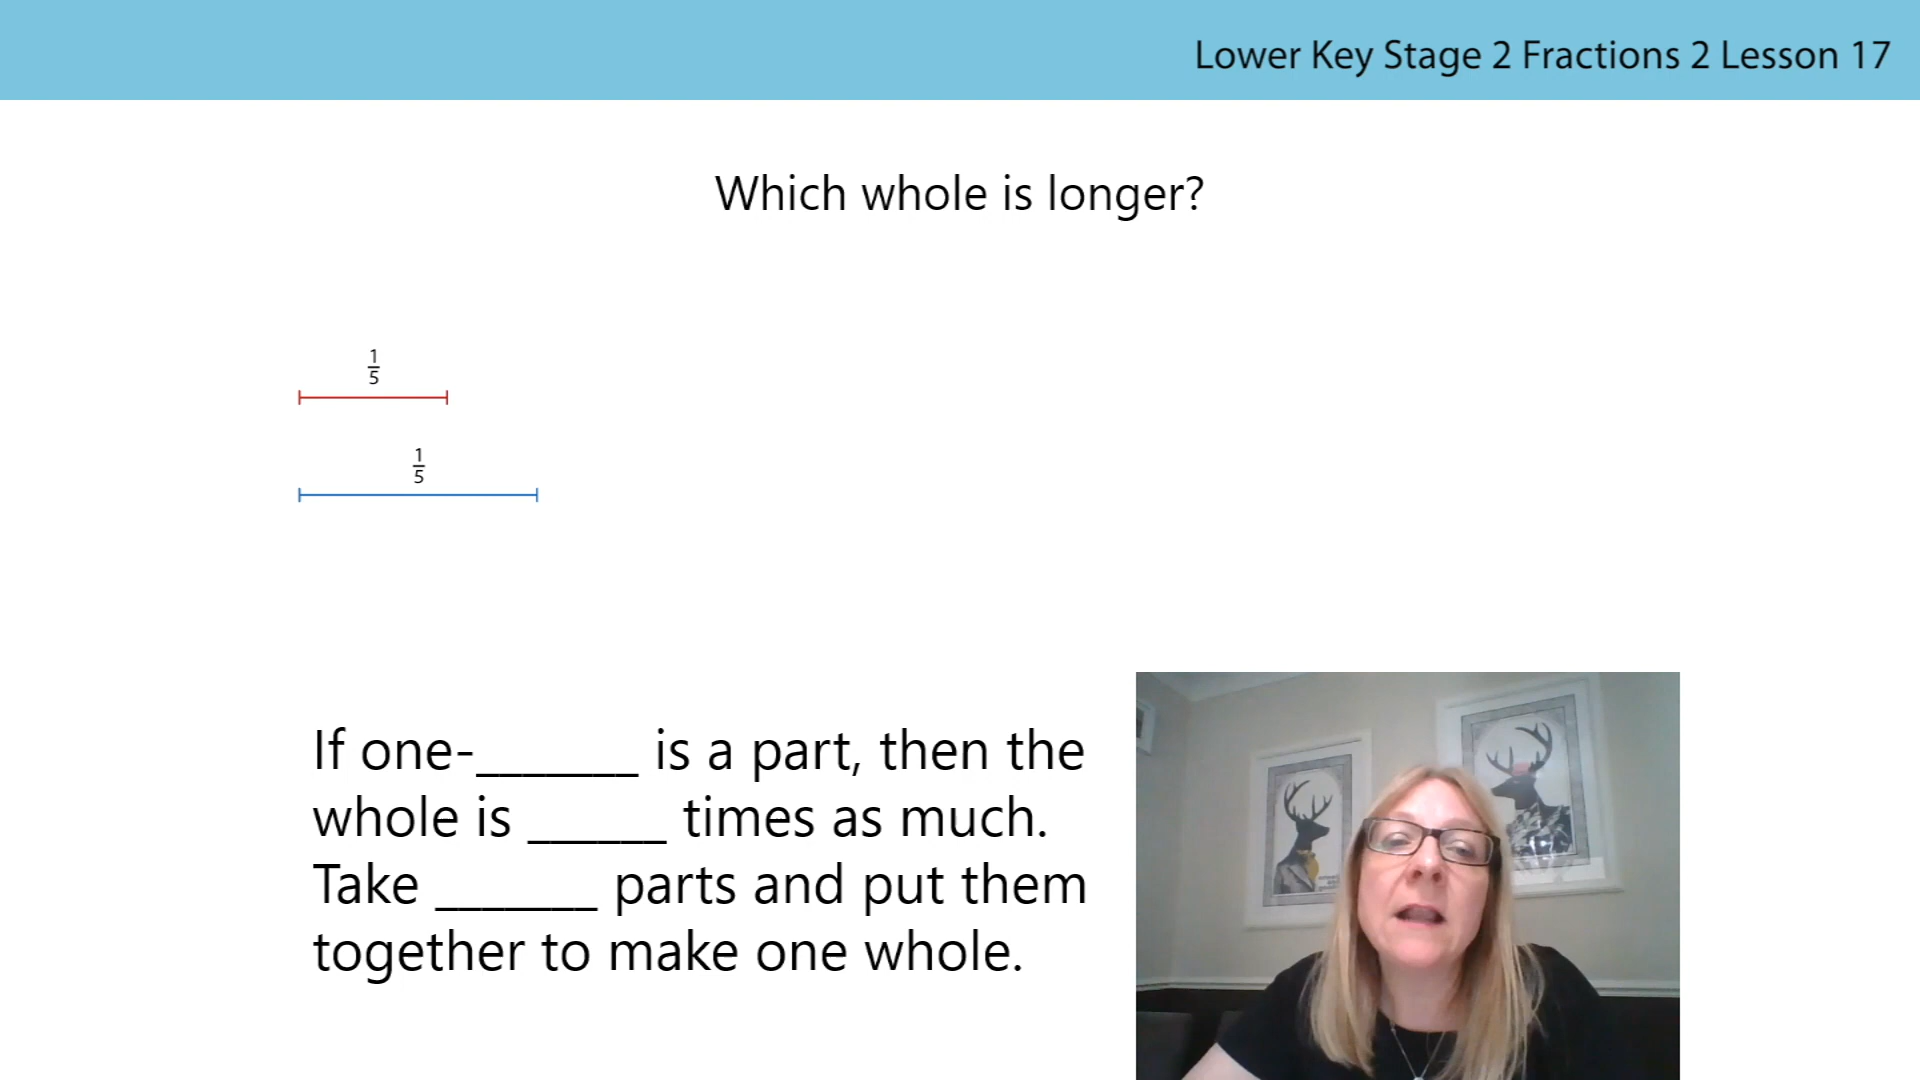 Lower Key Stage 2 Fractions 2 Lesson 17
Which whole is longer?
1
5
1
5
If one-_______ is a part, then the
whole is ______ times as much.
Take _______ parts and put them
together to make one whole.